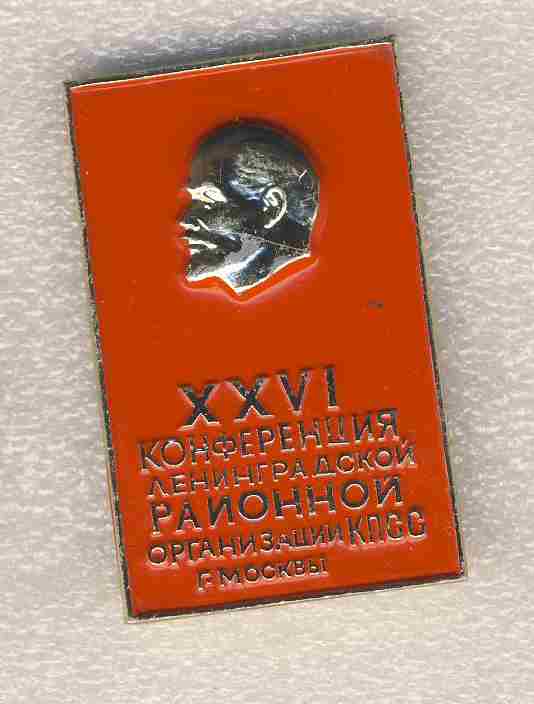 XXVI
КОНФЕРЕНЦИЯ
ЛЕНИНГРАДСКОЙ
РАЙОННОЙ
ОРГАНИЗАЦИИ КПСС
Г. МОСКВЫ